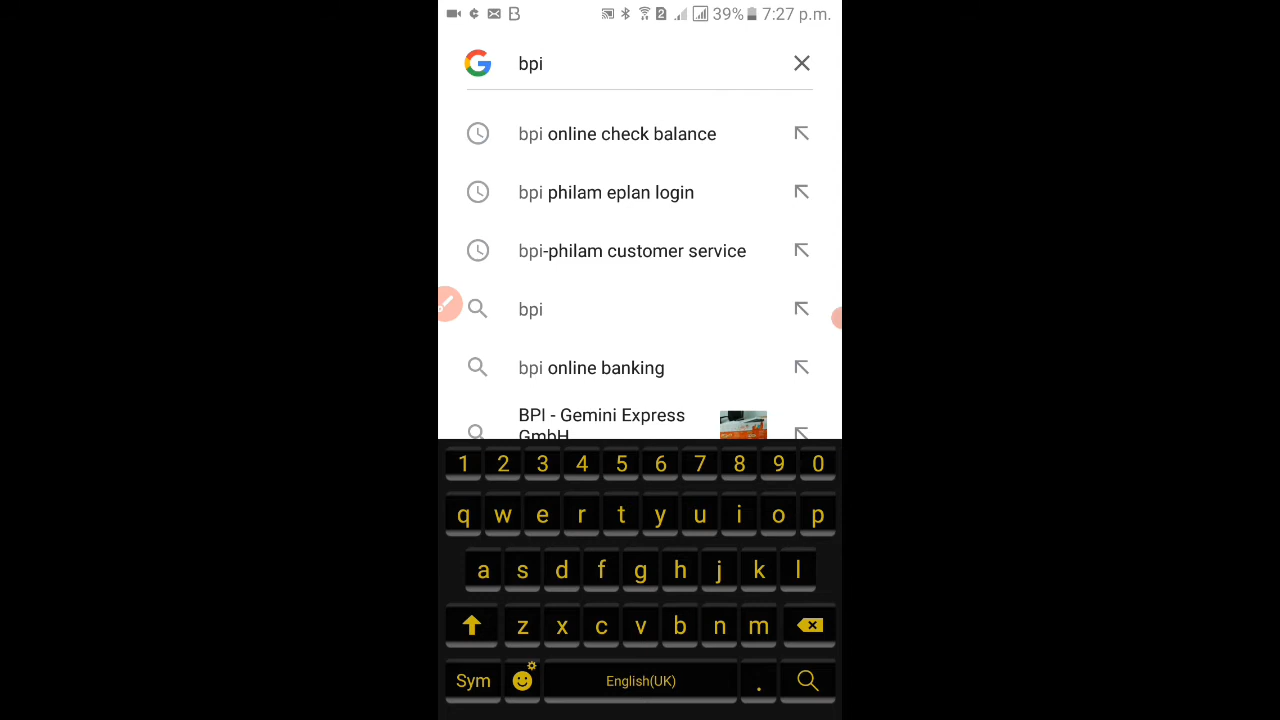 39% 7:27 p.m.
bpi
bpi online check balance
bpi philam eplan login
bpi-philam customer service
bpi
bpi online banking
BPI - Gemini Express
GmbH
1 2 3 4 5 6 7 8 9 0
q w e r t y u i o p
a s d f g h j k l
z x c v b n m
Sym English(UK) .